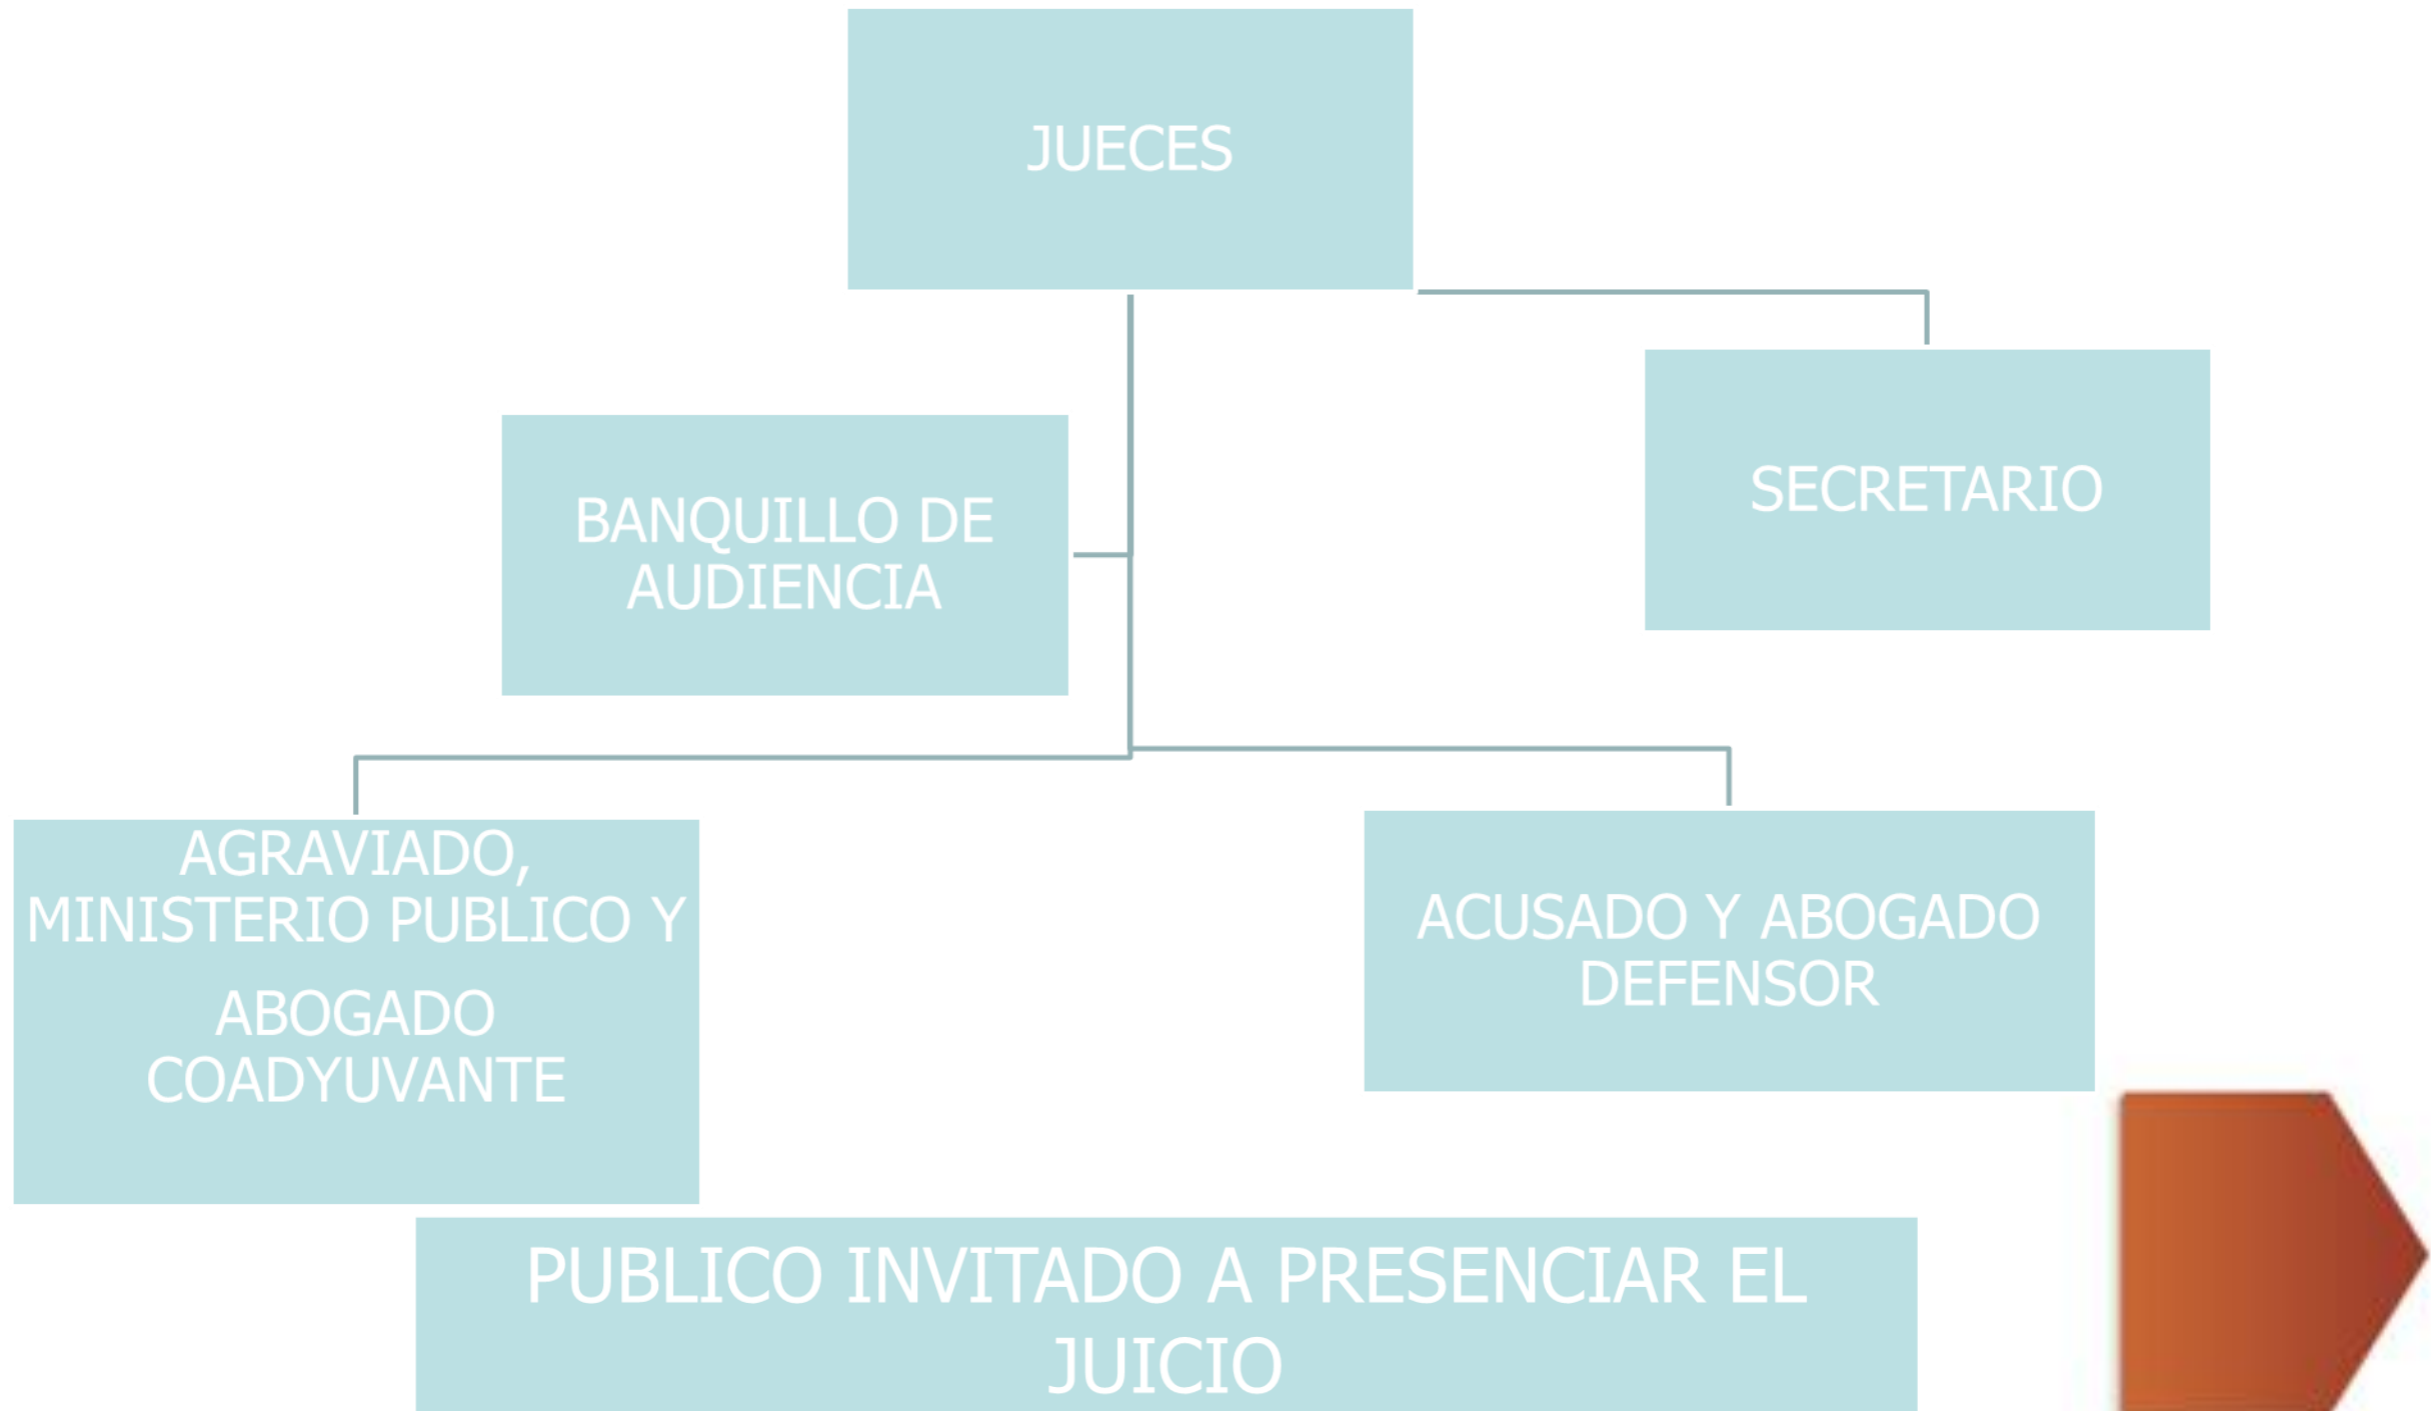 JUECES
SECRETARIO
BANQUILLO DE
AUDIENCIA
AGRAVIADO,
MINISTERIO PUBLICO Y
ABOGADO
COADYUVANTE
ACUSADO Y ABOGADO
DEFENSOR
PUBLICO INVITADO A PRESENCIAR EL
JUICIO